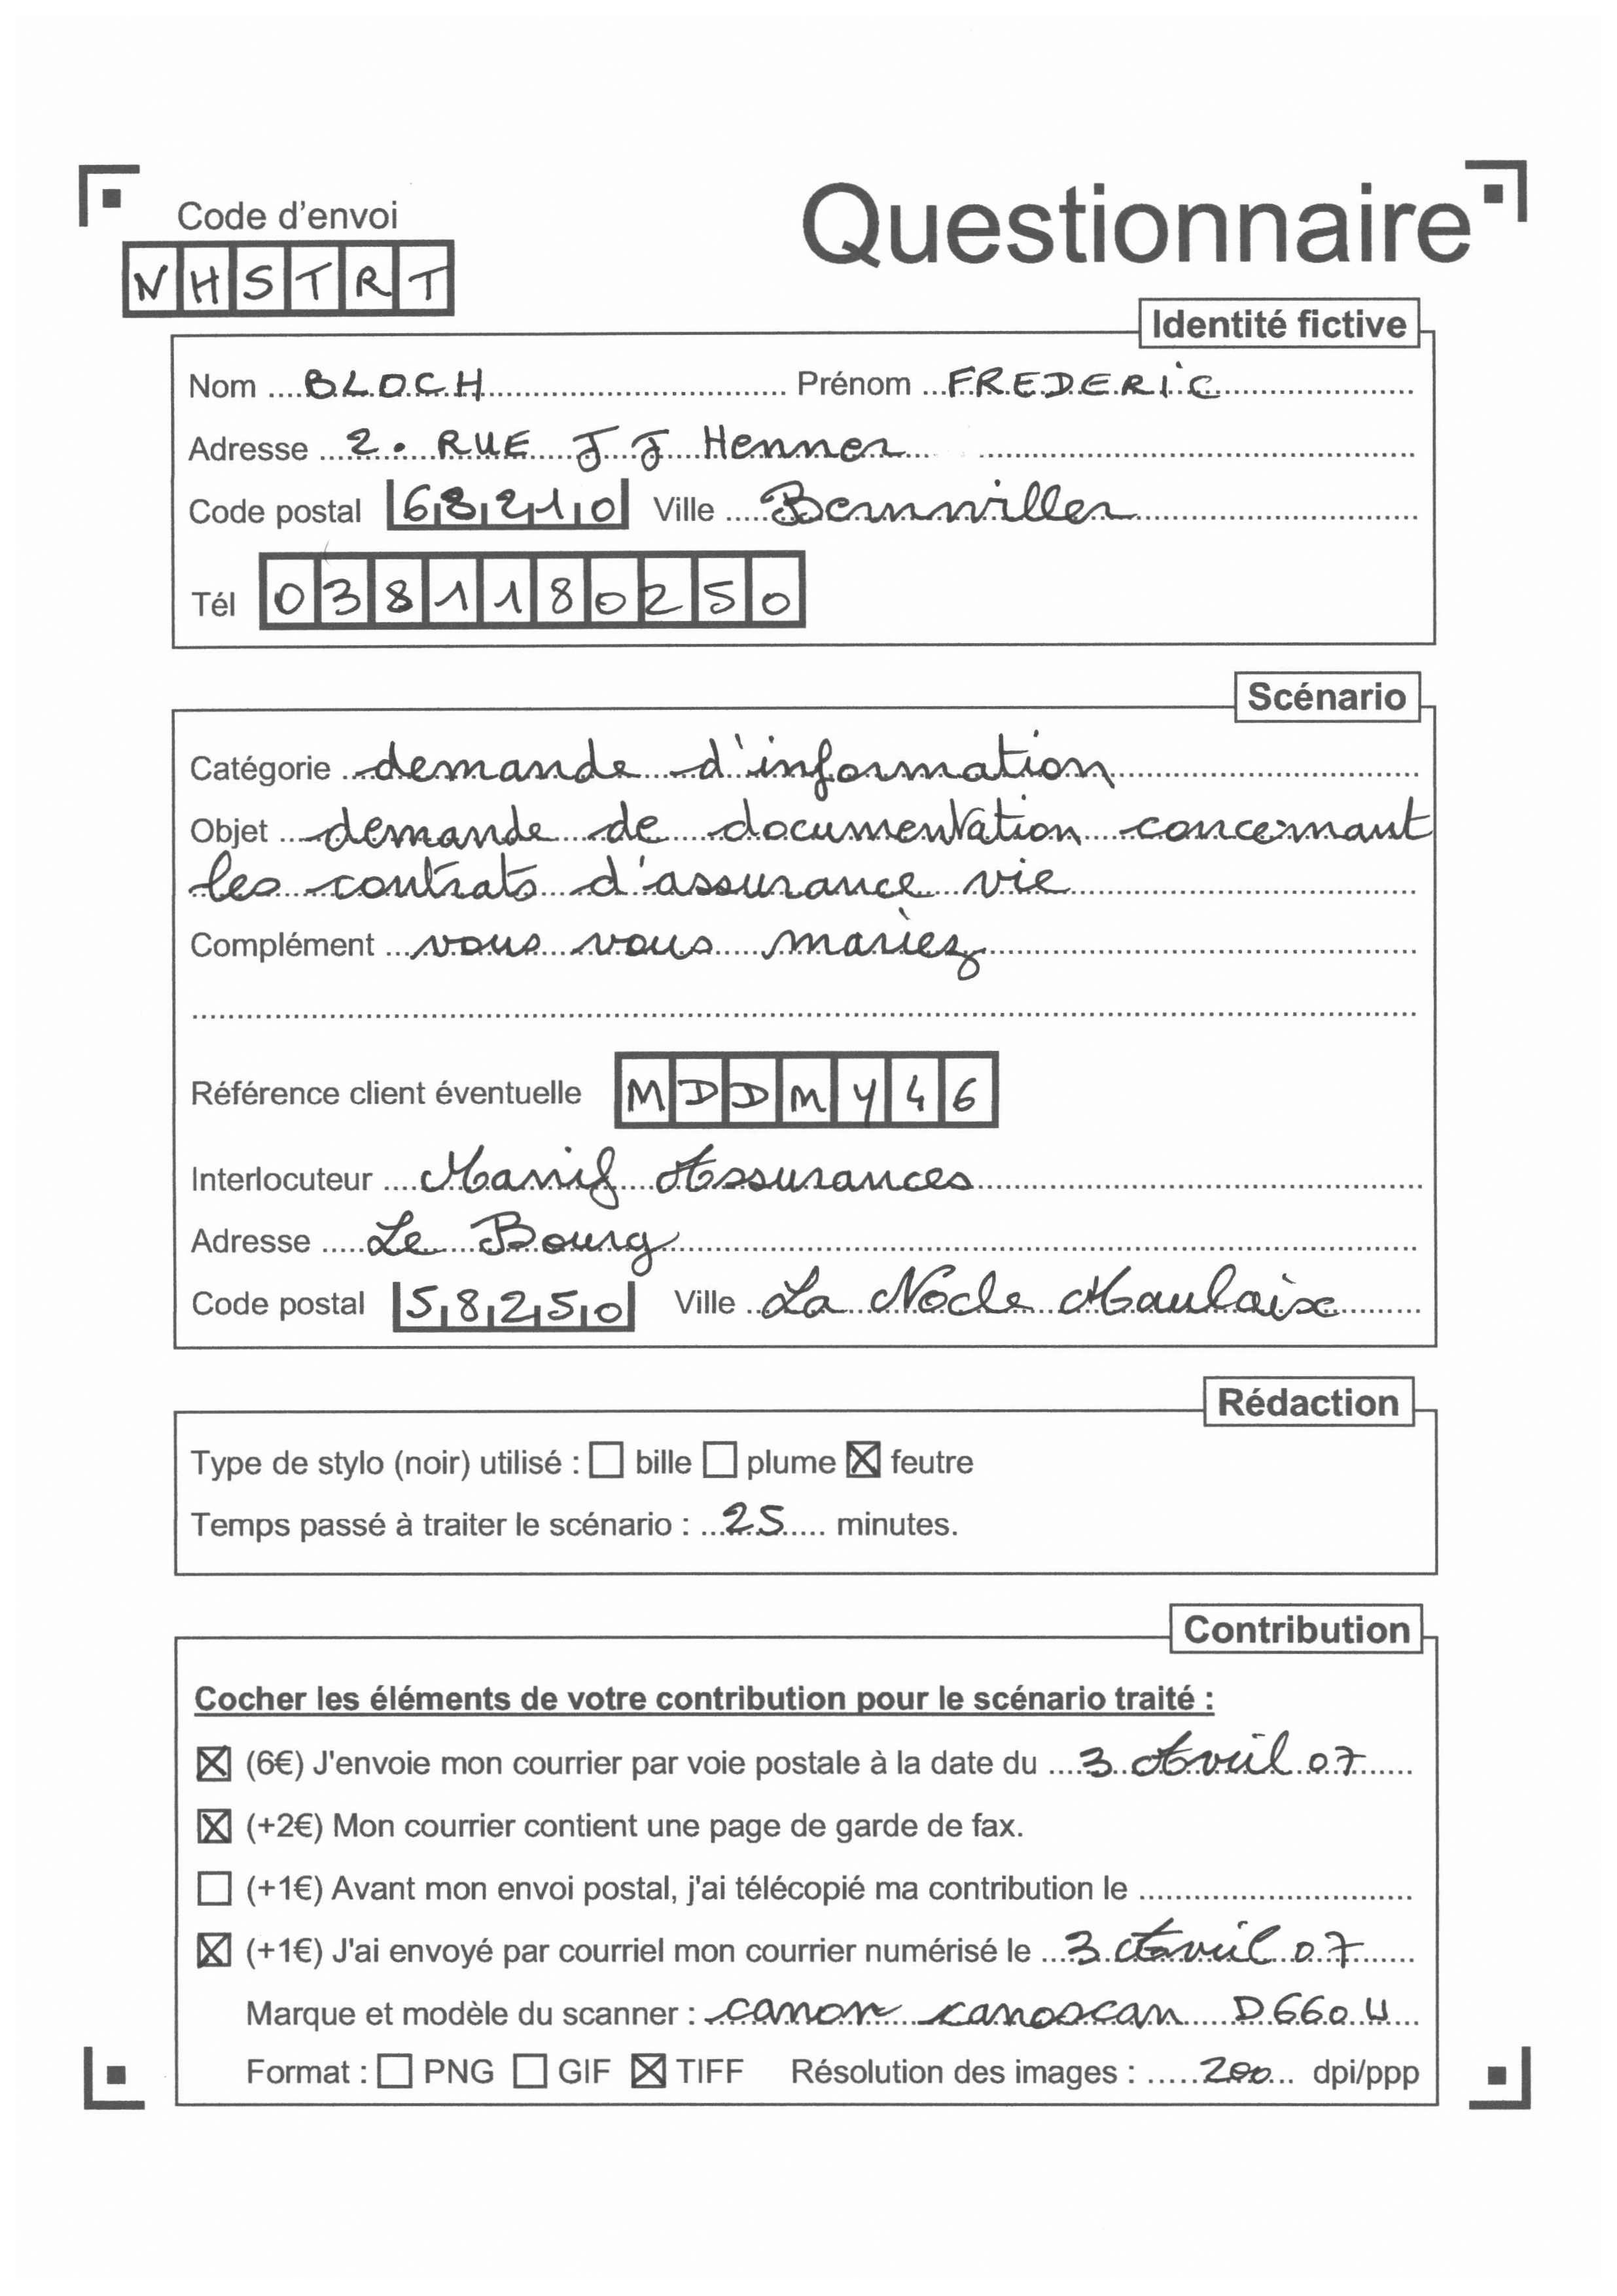 Code d'envoi
Questionnaire
NHSTRT
Identité fictive
Nom BLOCH Prénom FREDERIC
Adresse 2. RUE J J Henner
Code postal 68210 Ville Bernwiller
Tél 0381180250
Scénario
Catégorie demande d'information
Objet demande de documentation concernant
les contrats d'assurance vie
Complément vous vous mariez
Référence client éventuelle MDDMY46
Interlocuteur Manif Assurances
Adresse Le Bourg
Code postal 58250 Ville La Nocle Maulaix
Rédaction
Type de stylo (noir) utilisé : ☐ bille ☐ plume ☒ feutre
Temps passé à traiter le scénario : 25 minutes.
Contribution
Cocher les éléments de votre contribution pour le scénario traité :
☒ (6€) J'envoie mon courrier par voie postale à la date du 3 Avril 07
☒ (+2€) Mon courrier contient une page de garde de fax.
☐ (+1€) Avant mon envoi postal, j'ai télécopié ma contribution le
☒ (+1€) J'ai envoyé par courriel mon courrier numérisé le 3 Avril 07
Marque et modèle du scanner : canon canoscan D660U
Format : ☐ PNG ☐ GIF ☒ TIFF Résolution des images : 200 dpi/ppp